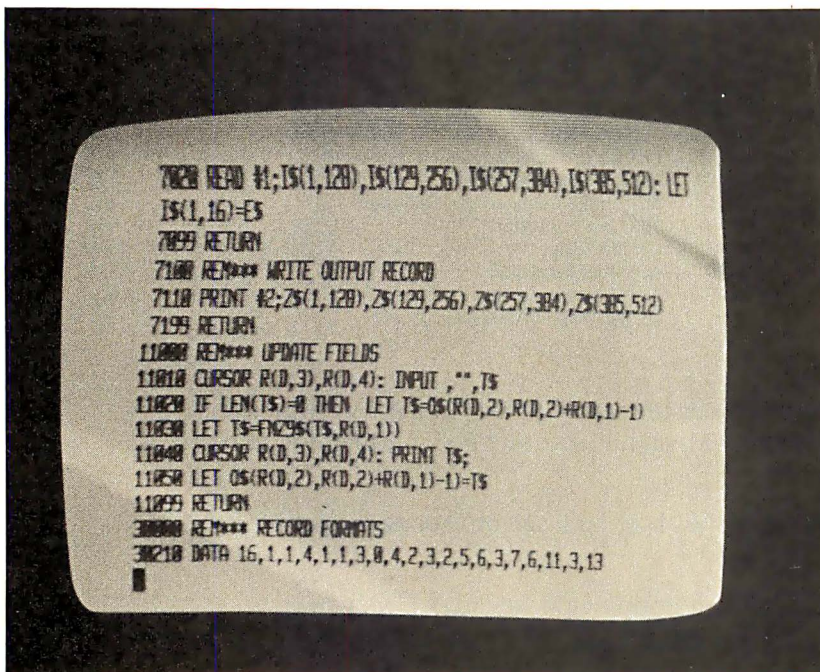 7020 READ #1;I$(1,128),I$(129,256),I$(257,384),I$(385,512): LET
I$(1,16)=E$
7099 RETURN
7100 REM*** WRITE OUTPUT RECORD
7110 PRINT #2;Z$(1,128),Z$(129,256),Z$(257,384),Z$(385,512)
7199 RETURN
11000 REM*** UPDATE FIELDS
11010 CURSOR R(D,3),R(D,4): INPUT ,"",T$
11020 IF LEN(T$)=0 THEN LET T$=O$(R(D,2),R(D,2)+R(D,1)-1)
11030 LET T$=FNZ9$(T$,R(D,1))
11040 CURSOR R(D,3),R(D,4): PRINT T$;
11050 LET O$(R(D,2),R(D,2)+R(D,1)-1)=T$
11099 RETURN
30000 REM*** RECORD FORMATS
30210 DATA 16,1,1,4,1,1,3,0,4,2,3,2,5,6,3,7,6,11,3,13